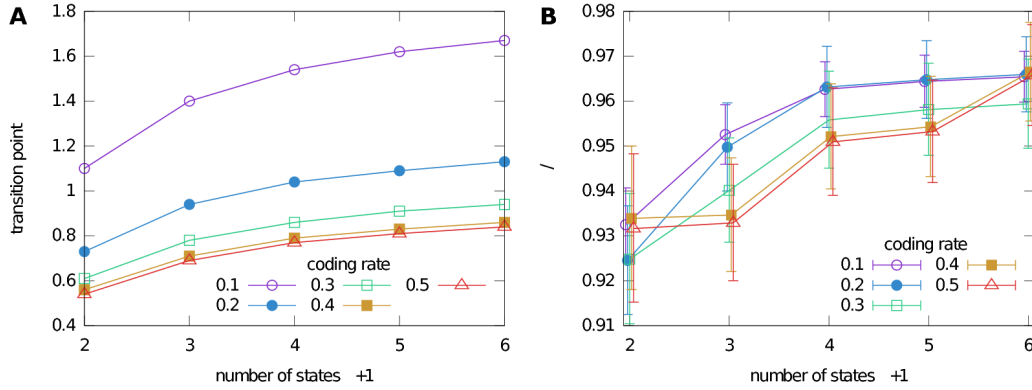 A
transition point
1.8
1.6
1.4
1.2
1
0.8
0.6
0.4
2 3 4 5 6
number of states +1
coding rate
0.1 0.3 0.5
0.2 0.4
B
/
0.98
0.97
0.96
0.95
0.94
0.93
0.92
0.91
2 3 4 5 6
number of states +1
coding rate
0.1 0.4
0.2 0.5
0.3